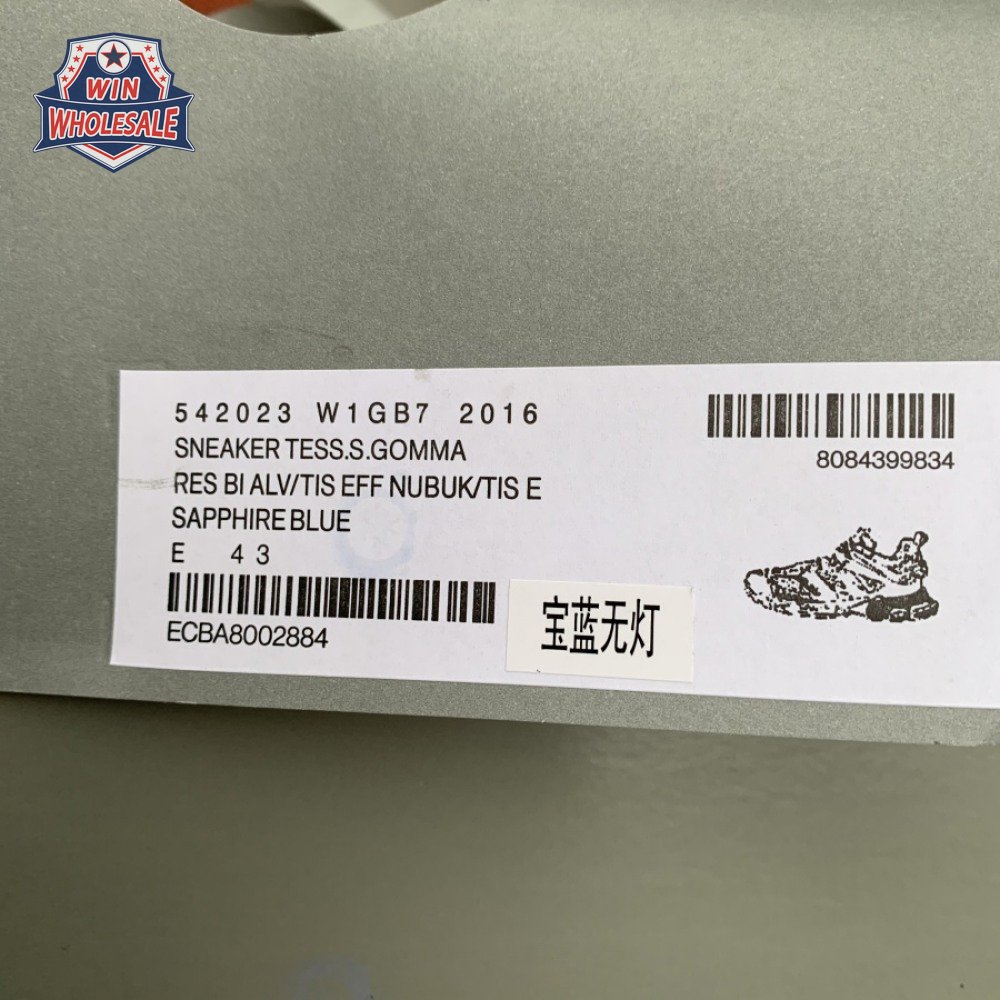 WIN
WHOLESALE
542023 W1GB7 2016
SNEAKER TESS.S.GOMMA
RES BI ALV/TIS EFF NUBUK/TIS E
SAPPHIRE BLUE
E 43
ECBA8002884
8084399834
宝蓝无灯